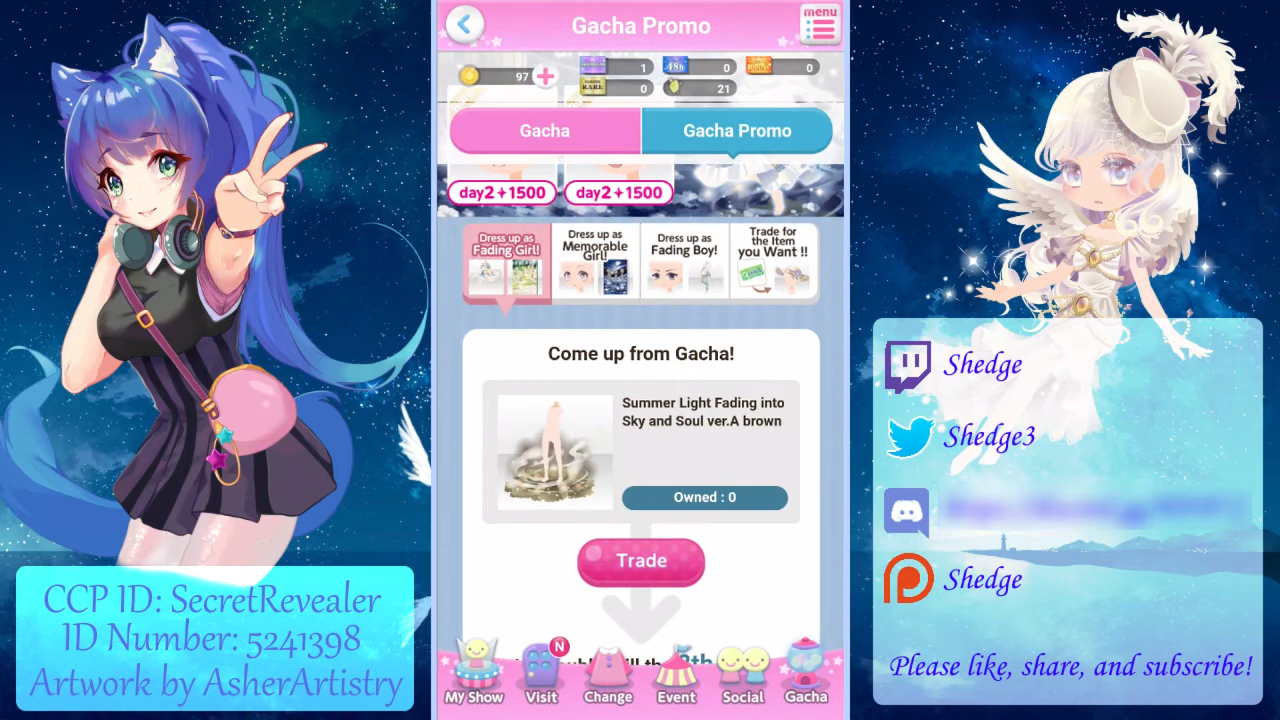 Gacha Promo
menu
97
1
0
0
RARE
0
21
Gacha
Gacha Promo
day2+1500
day2+1500
Dress up as
Fading Girl!
Dress up as
Memorable
Girl!
Dress up as
Fading Boy!
Trade for
the Item
you Want !!
Come up from Gacha!
Summer Light Fading into
Sky and Soul ver.A brown
Owned : 0
Trade
N
My Show
Visit
Change
Event
Social
Gacha
CCP ID: SecretRevealer
ID Number: 5241398
Artwork by AsherArtistry
Shedge
Shedge3
Shedge
Please like, share, and subscribe!